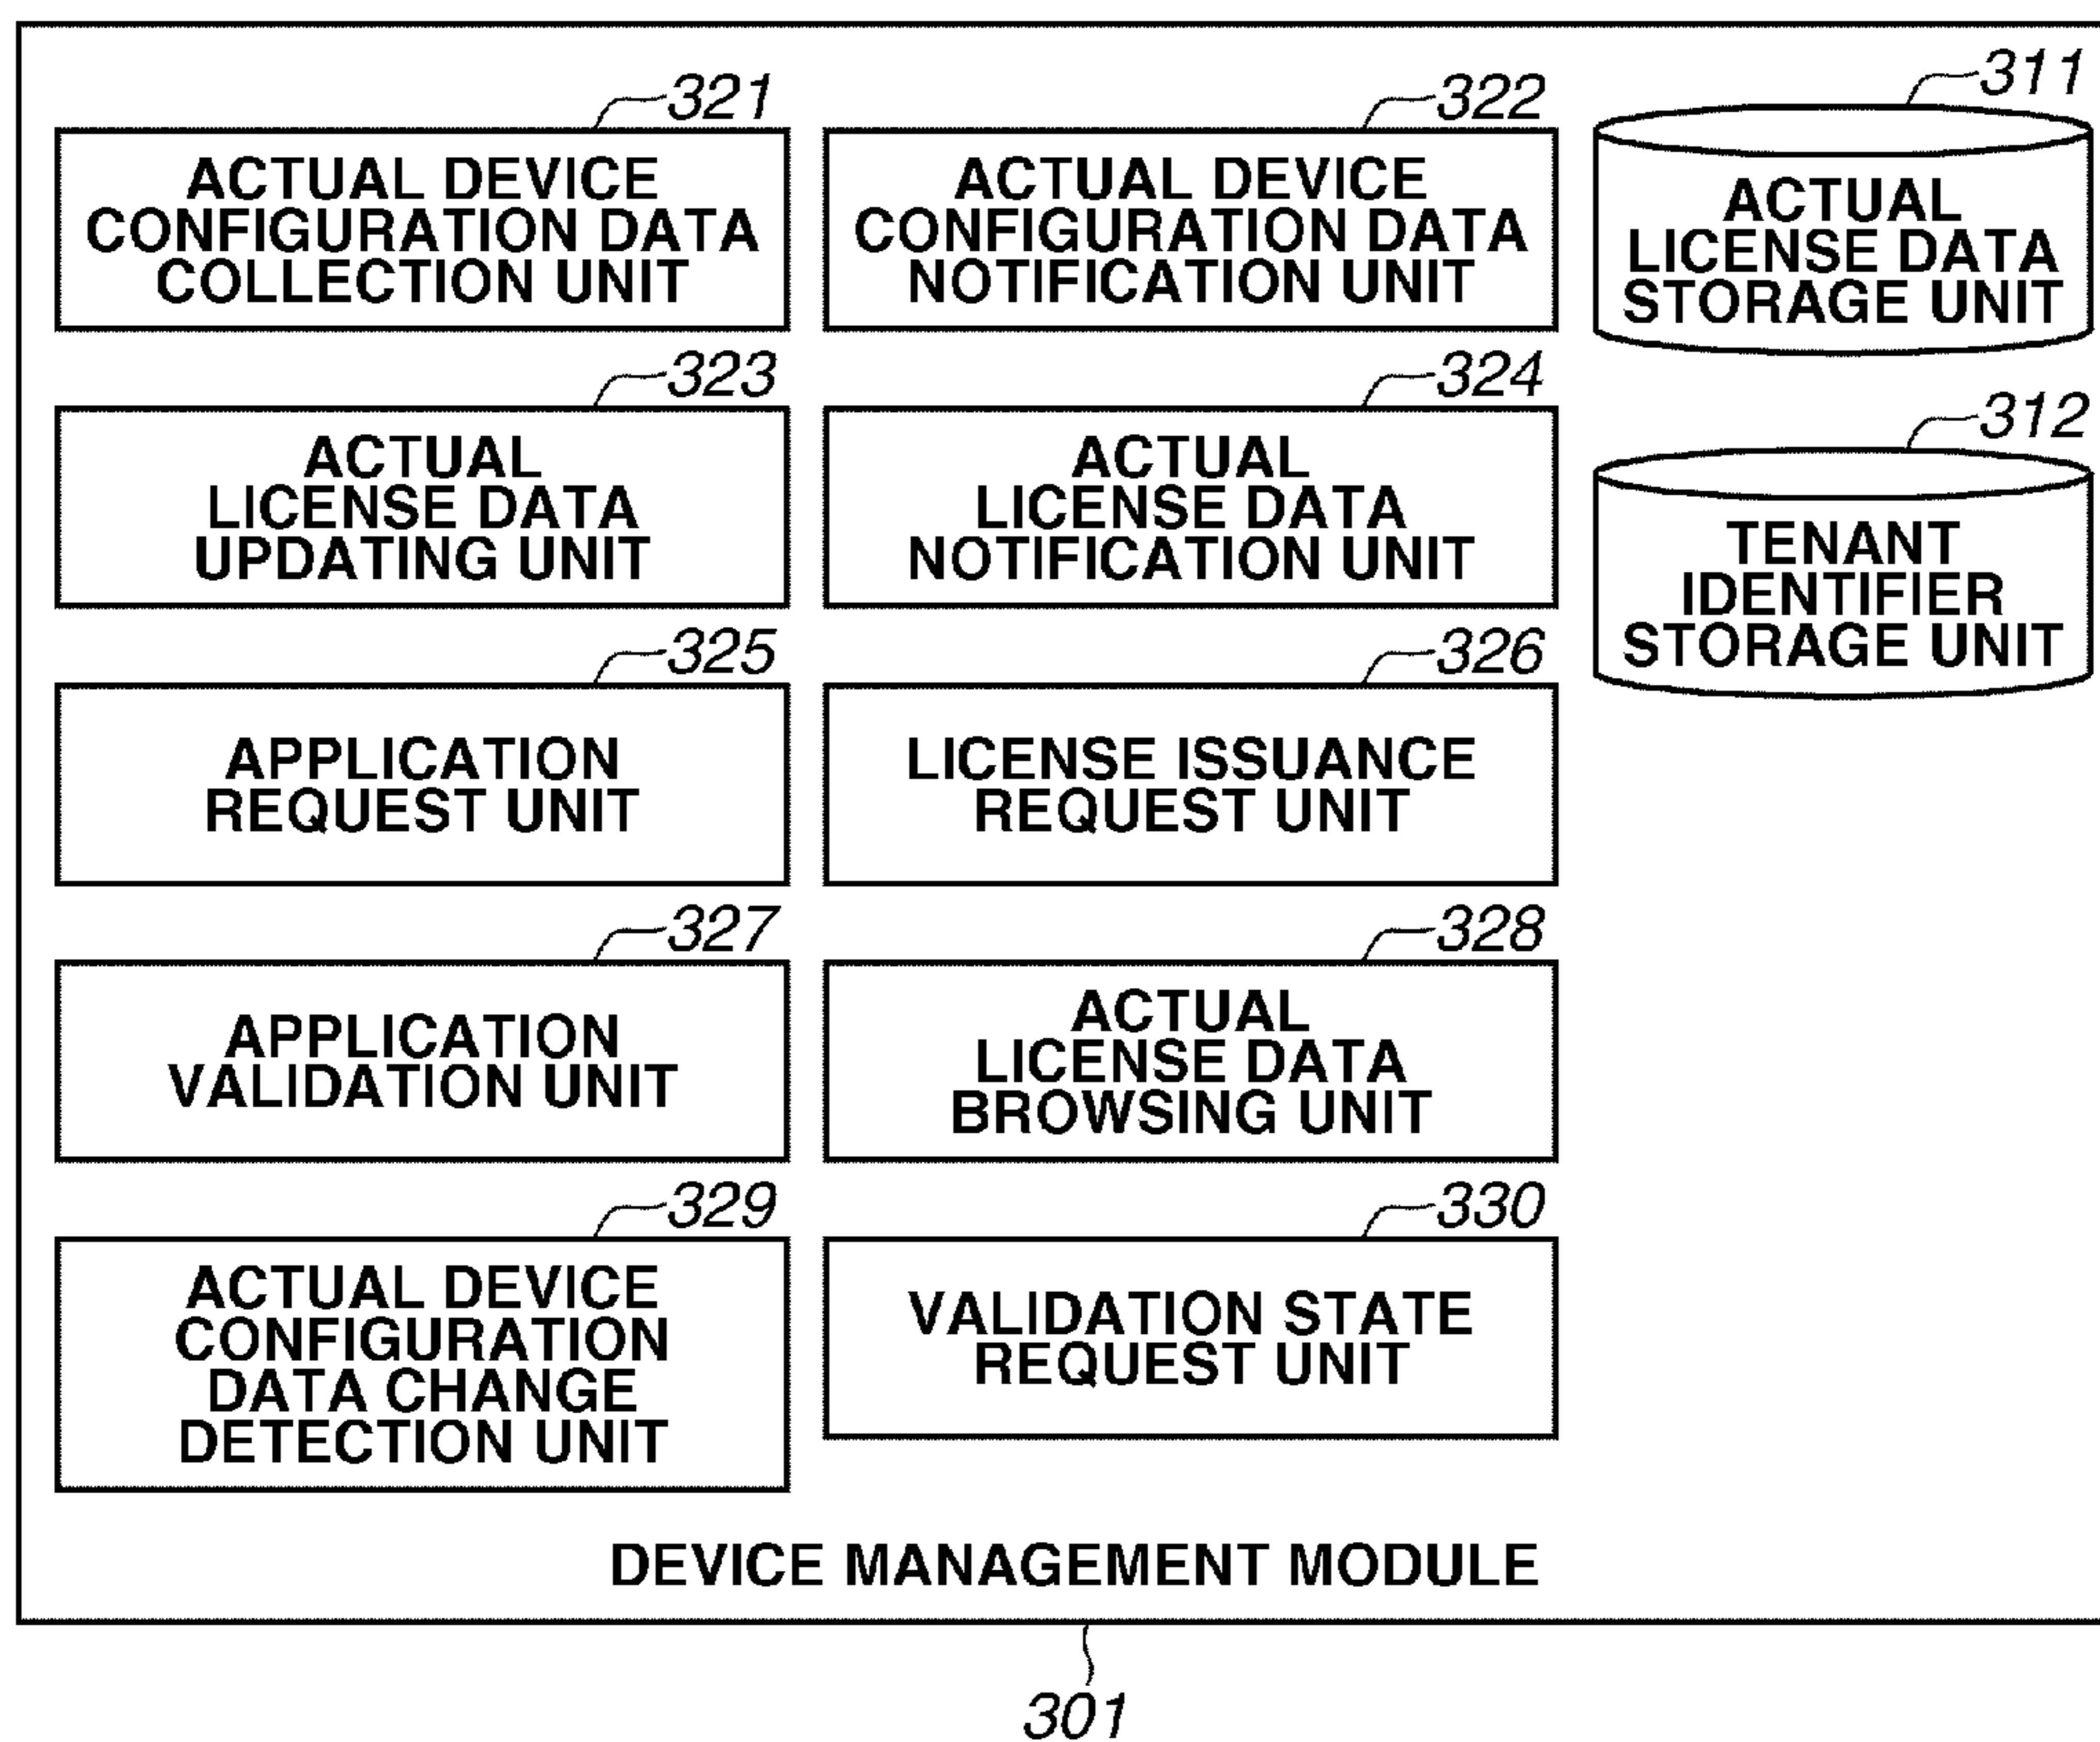 321
ACTUAL DEVICE
CONFIGURATION DATA
COLLECTION UNIT
322
ACTUAL DEVICE
CONFIGURATION DATA
NOTIFICATION UNIT
311
ACTUAL
LICENSE DATA
STORAGE UNIT
323
ACTUAL
LICENSE DATA
UPDATING UNIT
324
ACTUAL
LICENSE DATA
NOTIFICATION UNIT
312
TENANT
IDENTIFIER
STORAGE UNIT
325
APPLICATION
REQUEST UNIT
326
LICENSE ISSUANCE
REQUEST UNIT
327
APPLICATION
VALIDATION UNIT
328
ACTUAL
LICENSE DATA
BROWSING UNIT
329
ACTUAL DEVICE
CONFIGURATION
DATA CHANGE
DETECTION UNIT
330
VALIDATION STATE
REQUEST UNIT
DEVICE MANAGEMENT MODULE
301